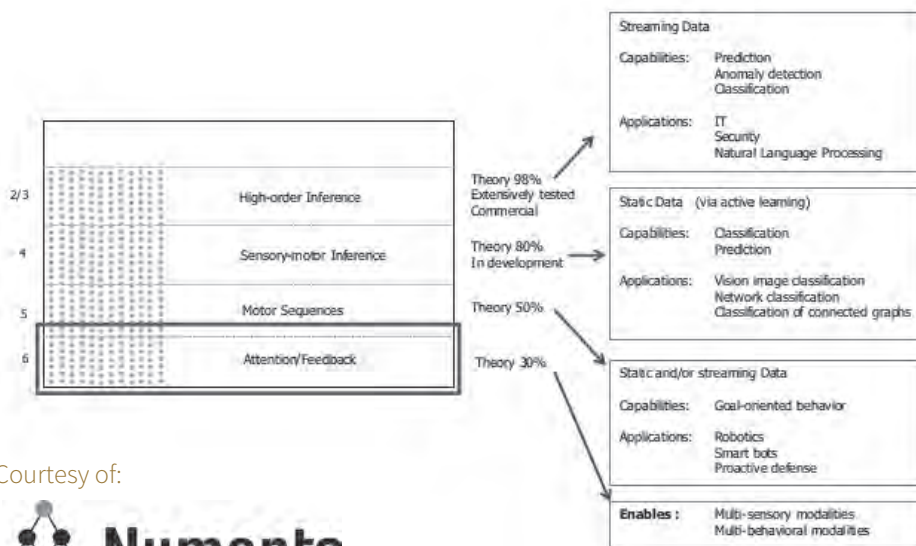 2/3
High-order Inference
4
Sensory-motor Inference
5
Motor Sequences
6
Attention/Feedback
Theory 98%
Extensively tested
Commercial
Theory 80%
In development
Theory 50%
Theory 30%
Streaming Data
Capabilities: Prediction
Anomaly detection
Classification
Applications: IT
Security
Natural Language Processing
Static Data (via active learning)
Capabilities: Classification
Prediction
Applications: Vision image classification
Network classification
Classification of connected graphs
Static and/or streaming Data
Capabilities: Goal-oriented behavior
Applications: Robotics
Smart bots
Proactive defense
Enables : Multi-sensory modalities
Multi-behavioral modalities
Courtesy of:
Numenta